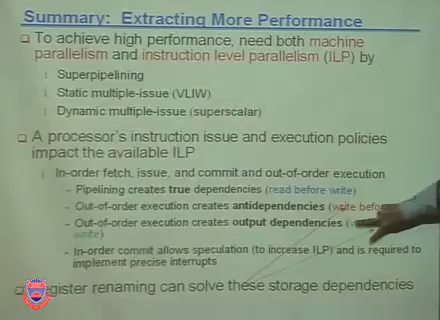 Summary: Extracting More Performance
To achieve high performance, need both machine
parallelism and instruction level parallelism (ILP) by
Superpipelining
Static multiple-issue (VLIW)
Dynamic multiple-issue (superscalar)
A processor's instruction issue and execution policies
impact the available ILP
In-order fetch, issue, and commit and out-of-order execution
– Pipelining creates true dependencies (read before write)
– Out-of-order execution creates antidependencies (write
– Out-of-order execution creates output dependencies (
write)
– In-order commit allows speculation (to increase ILP) and is required to
implement precise interrupts
renaming can solve these storage dependencies